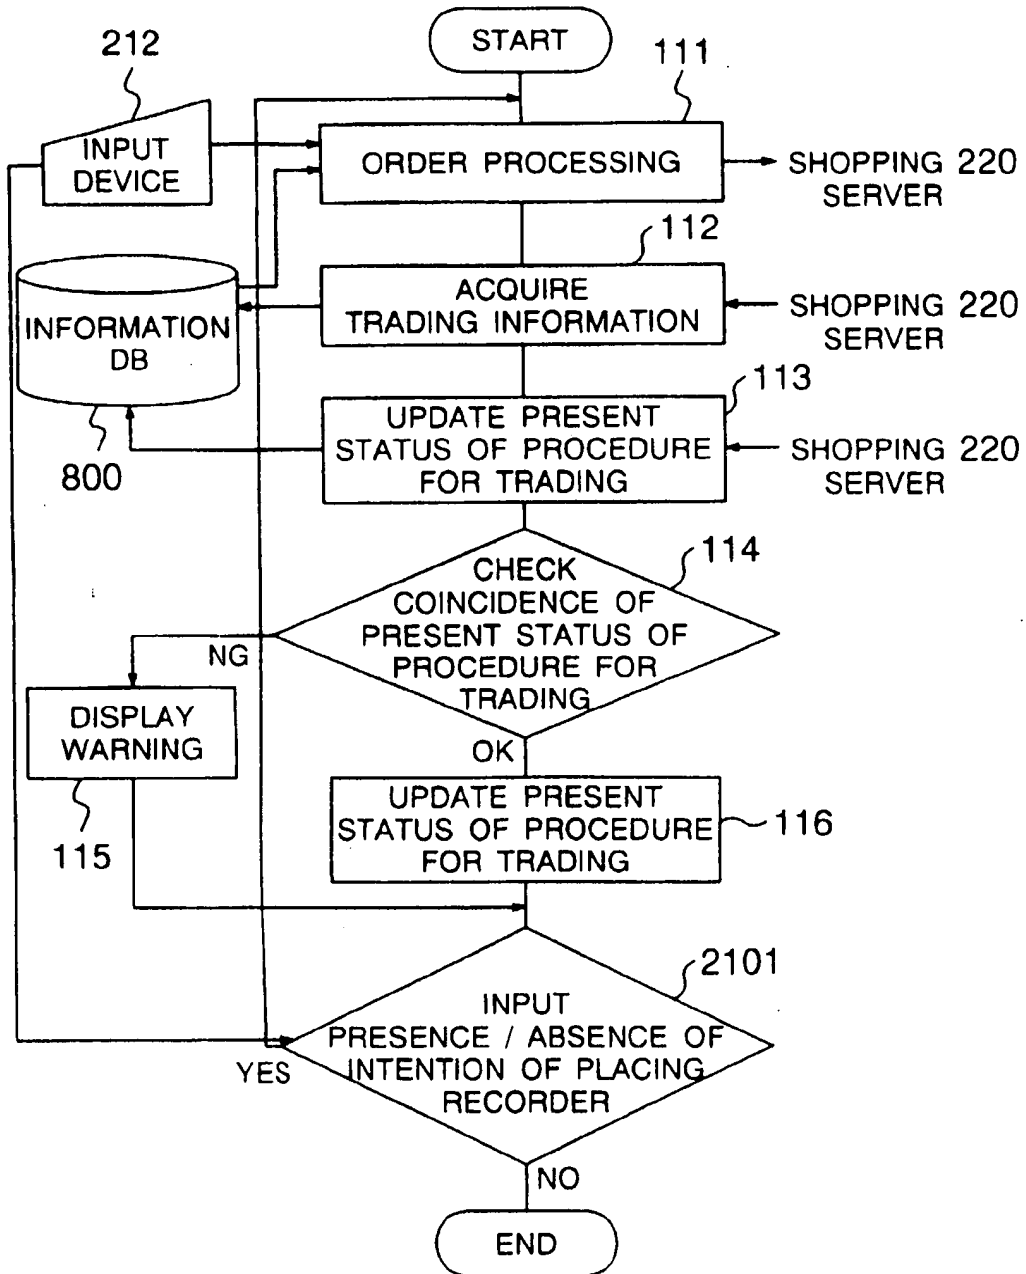 START
212
111
INPUT
DEVICE
ORDER PROCESSING
SHOPPING 220
SERVER
112
ACQUIRE
TRADING INFORMATION
SHOPPING 220
SERVER
INFORMATION
DB
800
113
UPDATE PRESENT
STATUS OF PROCEDURE
FOR TRADING
SHOPPING 220
SERVER
114
CHECK
COINCIDENCE OF
PRESENT STATUS OF
PROCEDURE FOR
TRADING
NG
OK
DISPLAY
WARNING
115
UPDATE PRESENT
STATUS OF PROCEDURE
FOR TRADING
116
2101
INPUT
PRESENCE / ABSENCE OF
INTENTION OF PLACING
RECORDER
YES
NO
END